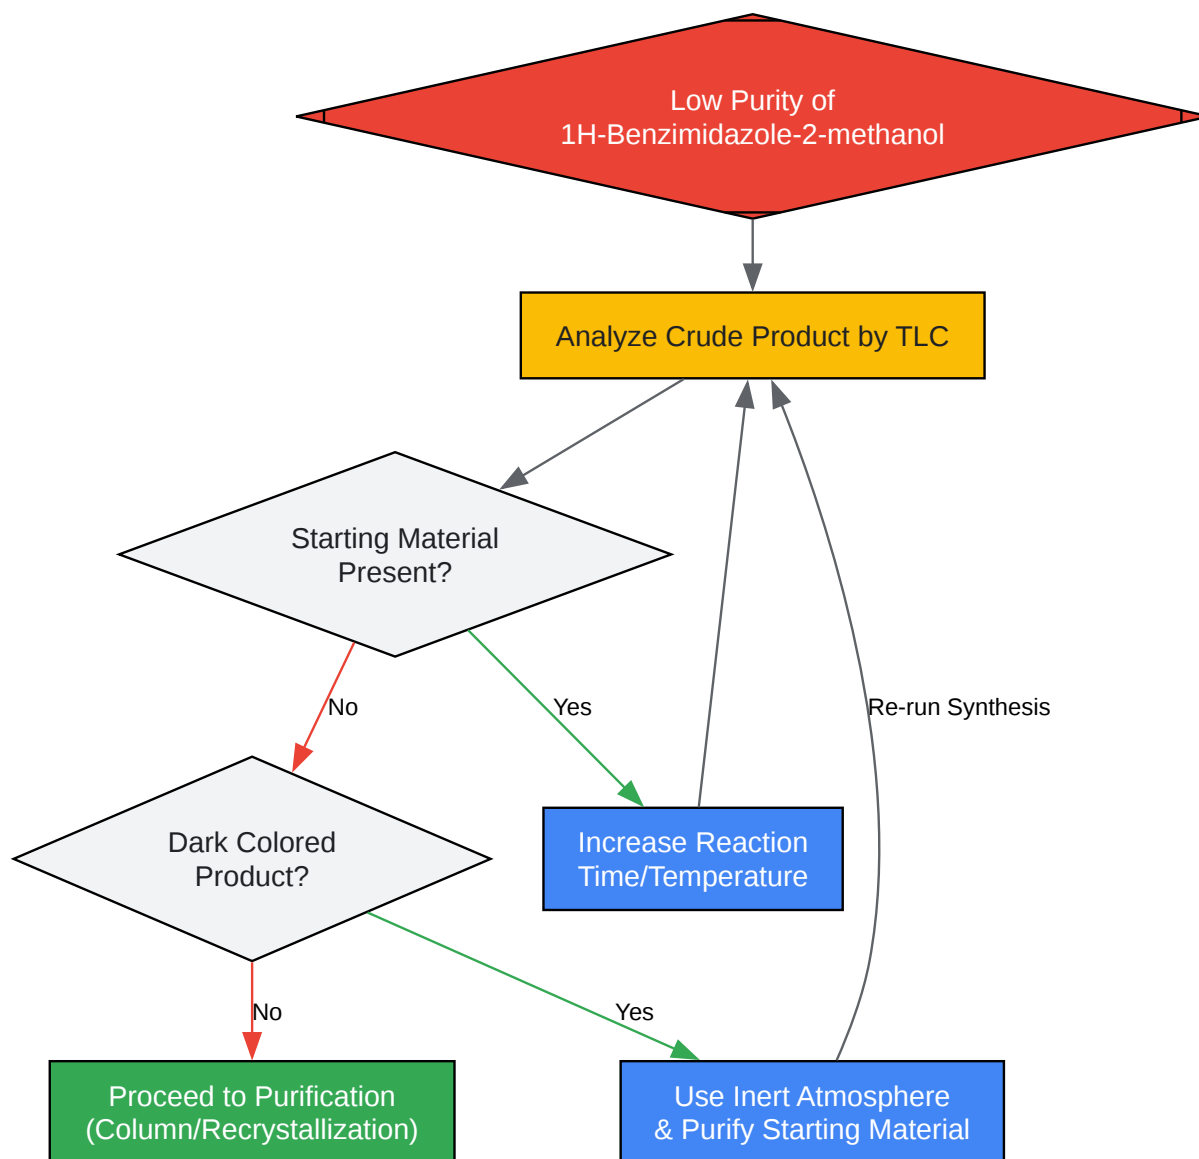 Low Purity of
1H-Benzimidazole-2-methanol
Analyze Crude Product by TLC
Starting Material
Present?
No
Yes
Re-run Synthesis
Dark Colored
Product?
Increase Reaction
Time/Temperature
No
Yes
Proceed to Purification
(Column/Recrystallization)
Use Inert Atmosphere
& Purify Starting Material